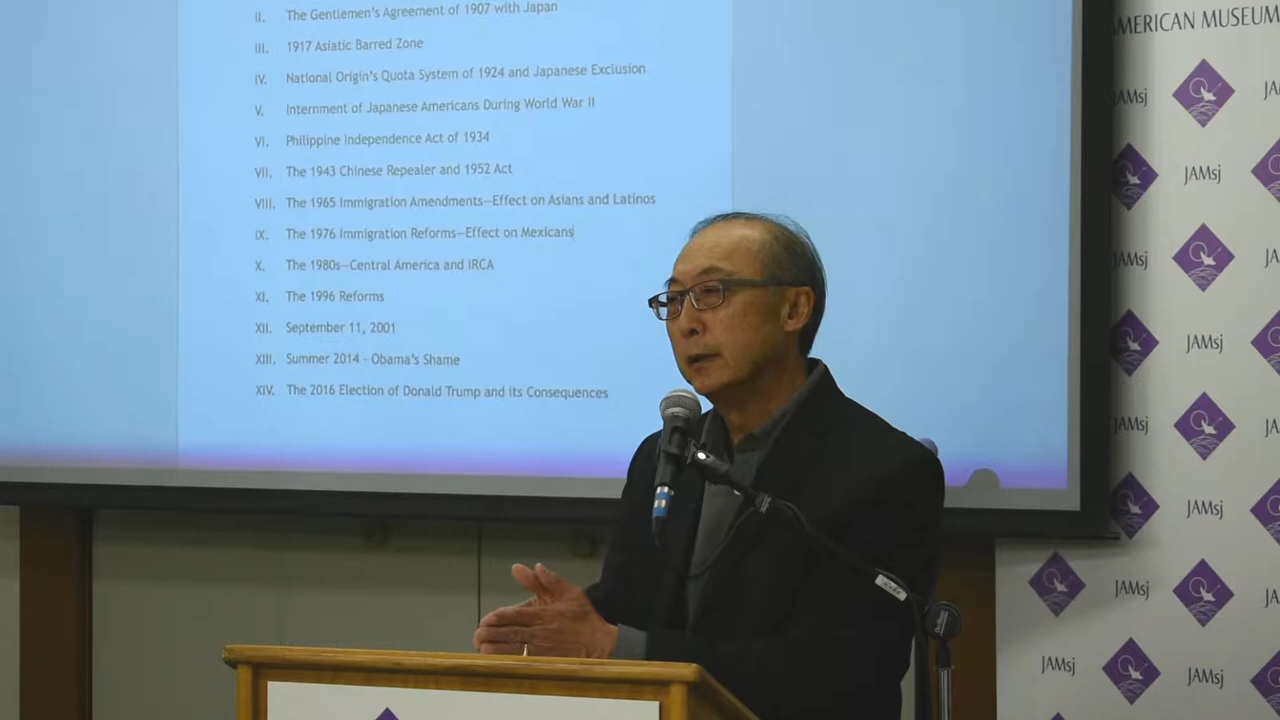 II. The Gentlemen's Agreement of 1907 with Japan
III. 1917 Asiatic Barred Zone
IV. National Origin's Quota System of 1924 and Japanese Exclusion
V. Internment of Japanese Americans During World War II
VI. Philippine Independence Act of 1934
VII. The 1943 Chinese Repealer and 1952 Act
VIII. The 1965 Immigration Amendments—Effect on Asians and Latinos
IX. The 1976 Immigration Reforms—Effect on Mexicans
X. The 1980s—Central America and IRCA
XI. The 1996 Reforms
XII. September 11, 2001
XIII. Summer 2014 - Obama's Shame
XIV. The 2016 Election of Donald Trump and its Consequences
AMERICAN MUSEUM
JAMsj
JA
JAMsj
JAMsj
JA
JAMsj
JAMsj
JA
JAMsj
JAMsj
JA
JAMsj
JAMsj